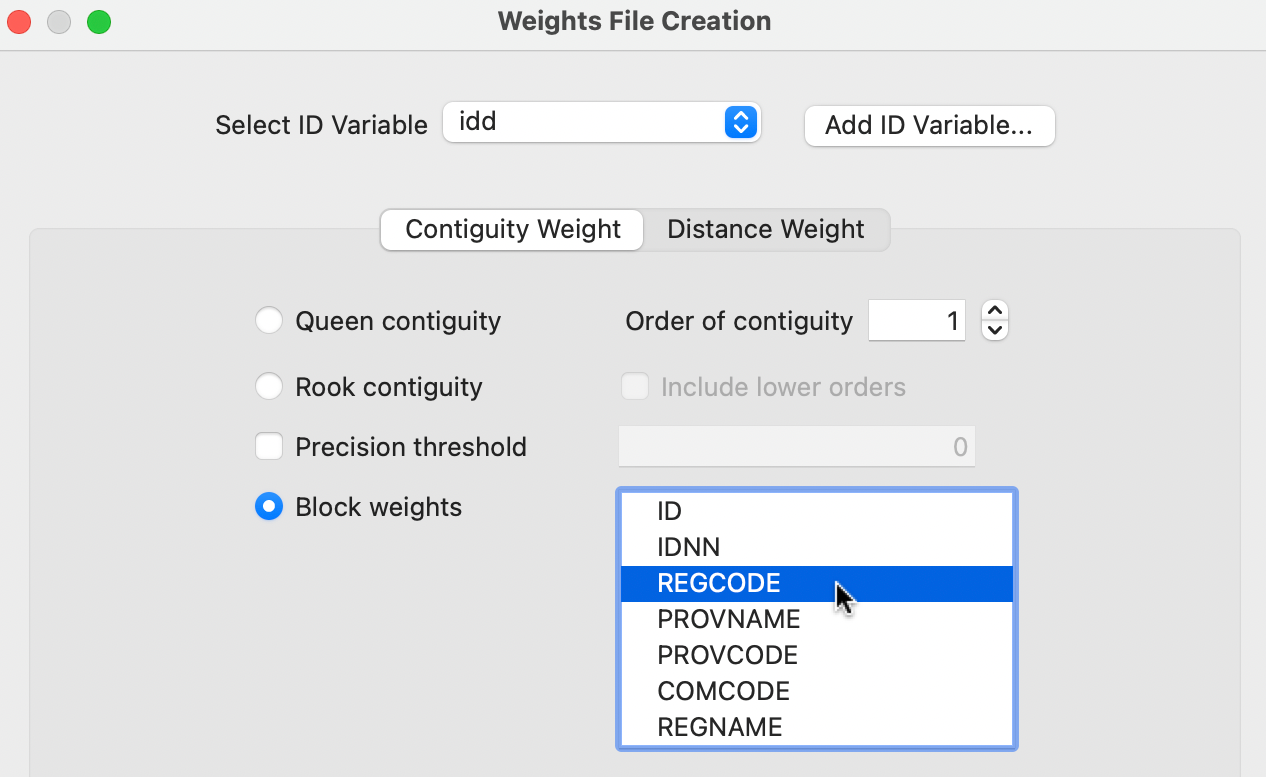 Weights File Creation
Select ID Variable idd Add ID Variable...
Contiguity Weight Distance Weight
Queen contiguity Order of contiguity 1
Rook contiguity Include lower orders
Precision threshold 0
Block weights
ID
IDNN
REGCODE
PROVNAME
PROVCODE
COMCODE
REGNAME